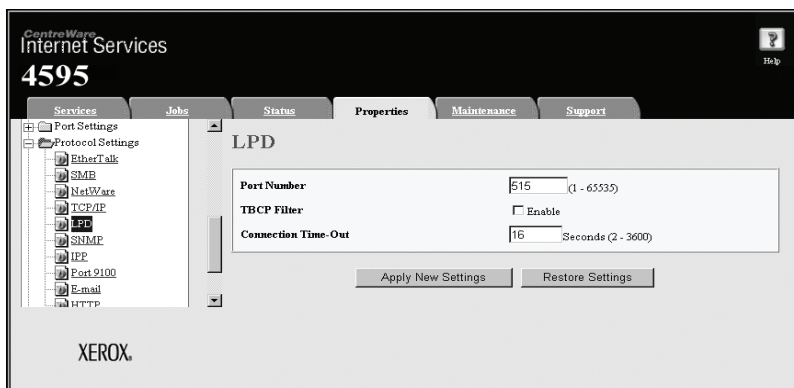 CentreWare
Internet Services
4595
?
Help
Services
Jobs
Status
Properties
Maintenance
Support
Port Settings
Protocol Settings
EtherTalk
SMB
NetWare
TCP/IP
LPD
SNMP
IPP
Port 9100
E-mail
HTTP
LPD
Port Number 515 (1 - 65535)
TBCP Filter Enable
Connection Time-Out 16 Seconds (2 - 3600)
Apply New Settings
Restore Settings
XEROX®